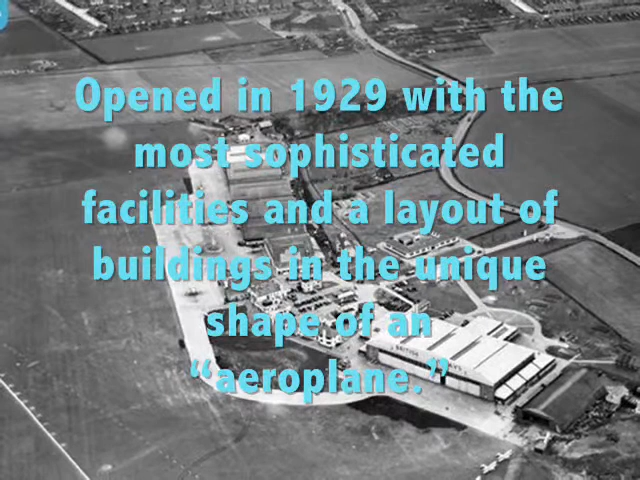 Opened in 1929 with the
most sophisticated
facilities and a layout of
buildings in the unique
shape of an
“aeroplane.”
BRITISH